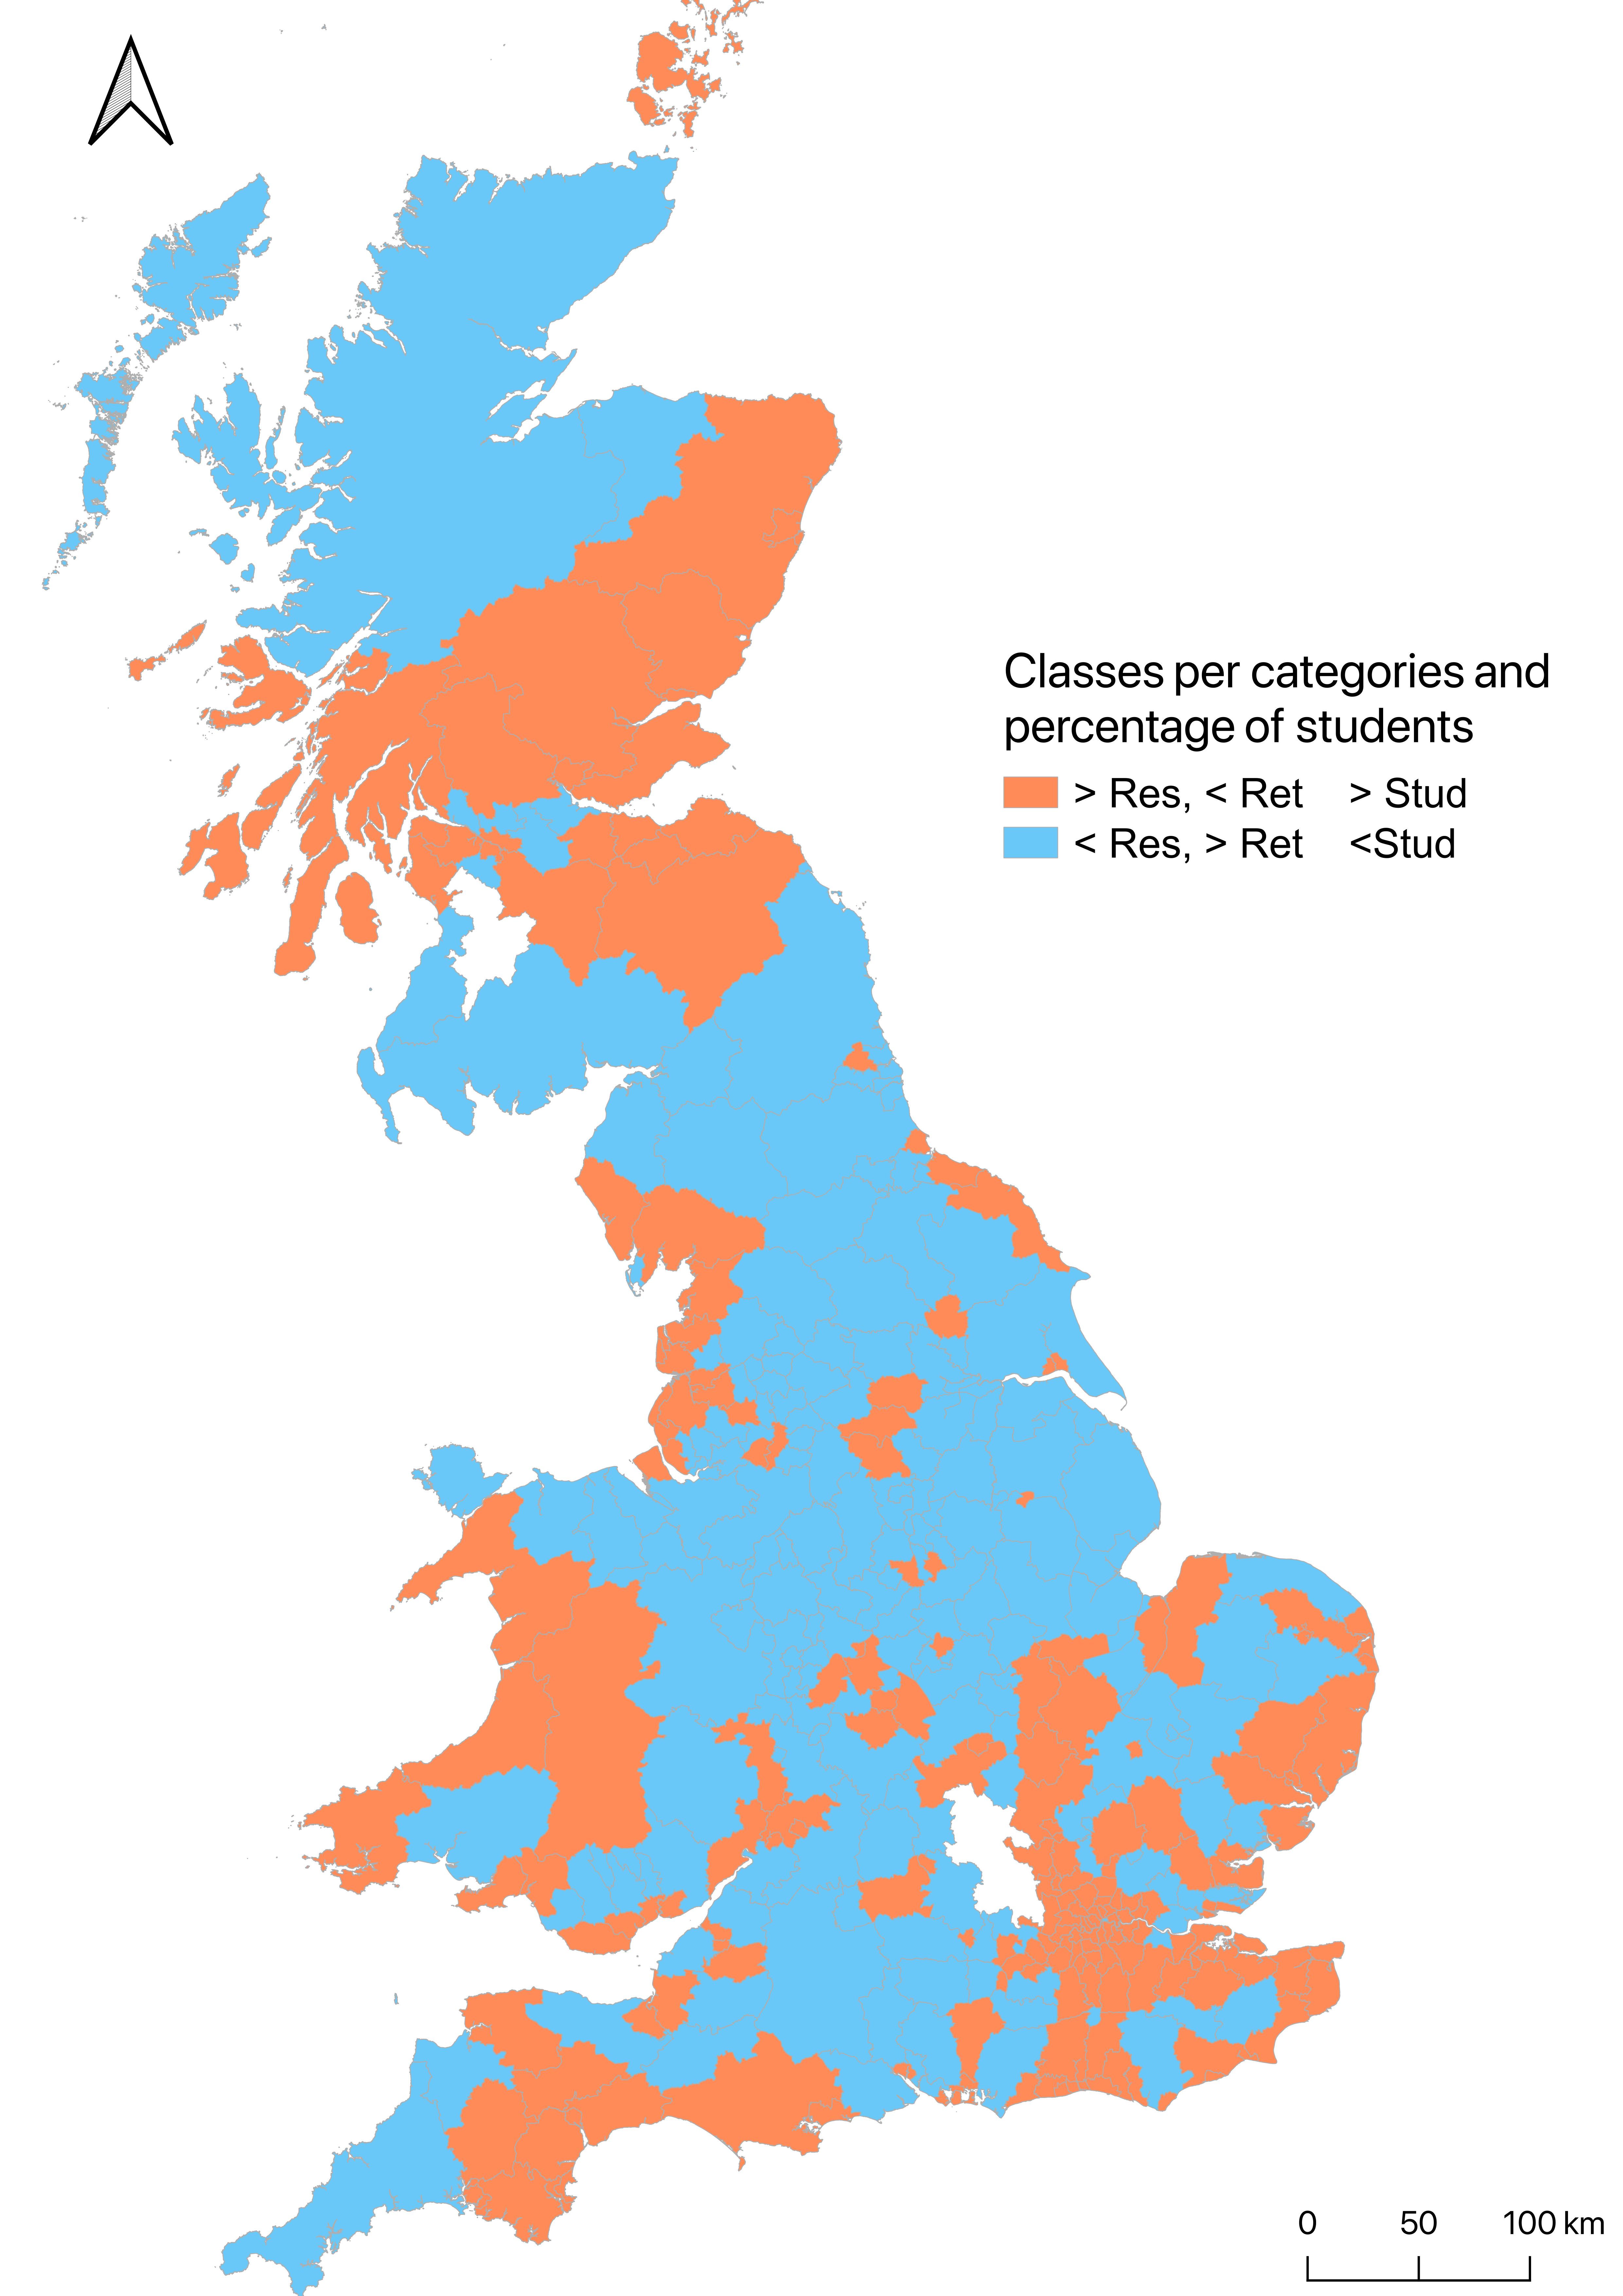 Classes per categories and
percentage of students
> Res, < Ret > Stud
< Res, > Ret <Stud
0 50 100 km